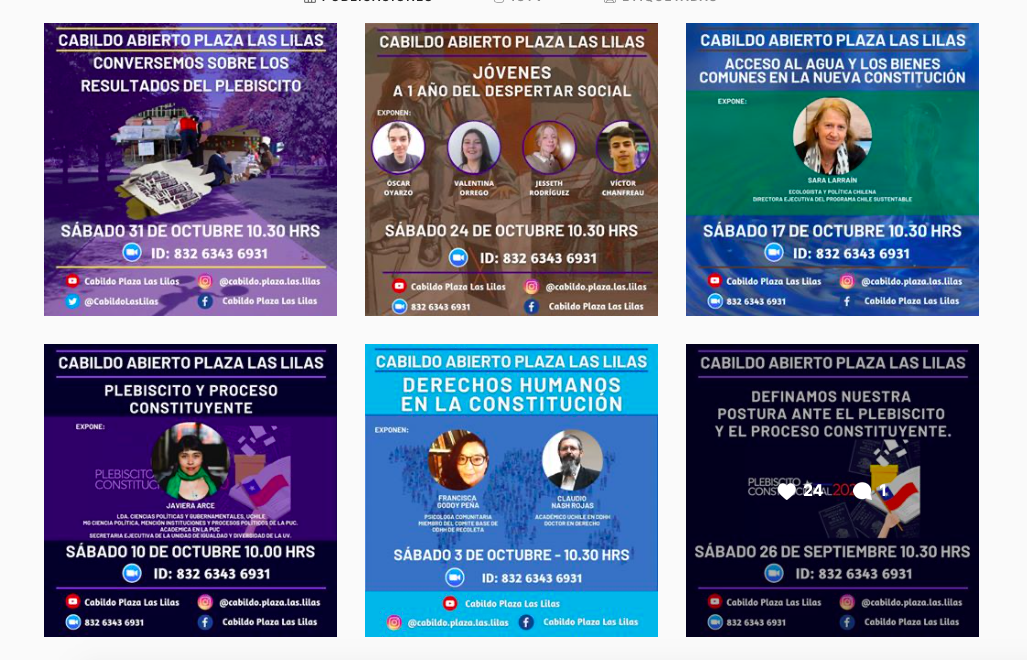 PUBLICACIONES
ETIQUETADAS
CABILDO ABIERTO PLAZA LAS LILAS
CONVERSEMOS SOBRE LOS
RESULTADOS DEL PLEBISCITO
SÁBADO 31 DE OCTUBRE 10.30 HRS
ID: 832 6343 6931
Cabildo Plaza Las Lilas
@cabildo.plaza.las.lilas
@CabildoLasLilas
Cabildo Plaza Las Lilas
CABILDO ABIERTO PLAZA LAS LILAS
JÓVENES
A 1 AÑO DEL DESPERTAR SOCIAL
EXPONEN:
ÓSCAR
OYARZO
VALENTINA
ORREGO
JESSETH
RODRÍGUEZ
VÍCTOR
CHANFREAU
SÁBADO 24 DE OCTUBRE 10.30 HRS
ID: 832 6343 6931
Cabildo Plaza Las Lilas
@cabildo.plaza.las.lilas
832 6343 6931
Cabildo Plaza Las Lilas
CABILDO ABIERTO PLAZA LAS LILAS
ACCESO AL AGUA Y LOS BIENES
COMUNES EN LA NUEVA CONSTITUCIÓN
EXPONE:
SARA LARRAÍN
ECOLOGISTA Y POLÍTICA CHILENA
DIRECTORA EJECUTIVA DEL PROGRAMA CHILE SUSTENTABLE
SÁBADO 17 DE OCTUBRE 10.30 HRS
ID: 832 6343 6931
Cabildo Plaza Las Lilas
@cabildo.plaza.las.lilas
832 6343 6931
Cabildo Plaza Las Lilas
CABILDO ABIERTO PLAZA LAS LILAS
PLEBISCITO Y PROCESO
CONSTITUYENTE
EXPONE:
PLEBISCITO
CONSTITUC
JAVIERA ARCE
LDA. CIENCIAS POLÍTICAS Y GUBERNAMENTALES, UCHILE.
MG CIENCIA POLÍTICA, MENCIÓN INSTITUCIONES Y PROCESOS POLÍTICOS DE LA PUC.
ACADÉMICA EN LA PUC
SECRETARIA EJECUTIVA DE LA UNIDAD DE IGUALDAD Y DIVERSIDAD DE LA UV.
SÁBADO 10 DE OCTUBRE 10.00 HRS
ID: 832 6343 6931
Cabildo Plaza Las Lilas
@cabildo.plaza.las.lilas
832 6343 6931
Cabildo Plaza Las Lilas
CABILDO ABIERTO PLAZA LAS LILAS
DERECHOS HUMANOS
EN LA CONSTITUCIÓN
EXPONEN:
FRANCISCA
GODOY PEÑA
PSICÓLOGA COMUNITARIA
MIEMBRO DEL COMITE BASE DE
DDHH DE RECOLETA
CLAUDIO
NASH ROJAS
ACADÉMICO UCHILE EN DDHH
DOCTOR EN DERECHO
SÁBADO 3 DE OCTUBRE - 10.30 HRS
ID: 832 6343 6931
Cabildo Plaza Las Lilas
@cabildo.plaza.las.lilas
Cabildo Plaza Las Lilas
CABILDO ABIERTO PLAZA LAS LILAS
DEFINAMOS NUESTRA
POSTURA ANTE EL PLEBISCITO
Y EL PROCESO CONSTITUYENTE.
PLEBISCITO
24
1
SÁBADO 26 DE SEPTIEMBRE 10.30 HRS
ID: 832 6343 6931
Cabildo Plaza Las Lilas
@cabildo.plaza.las.lilas
832 6343 6931
Cabildo Plaza Las Lilas